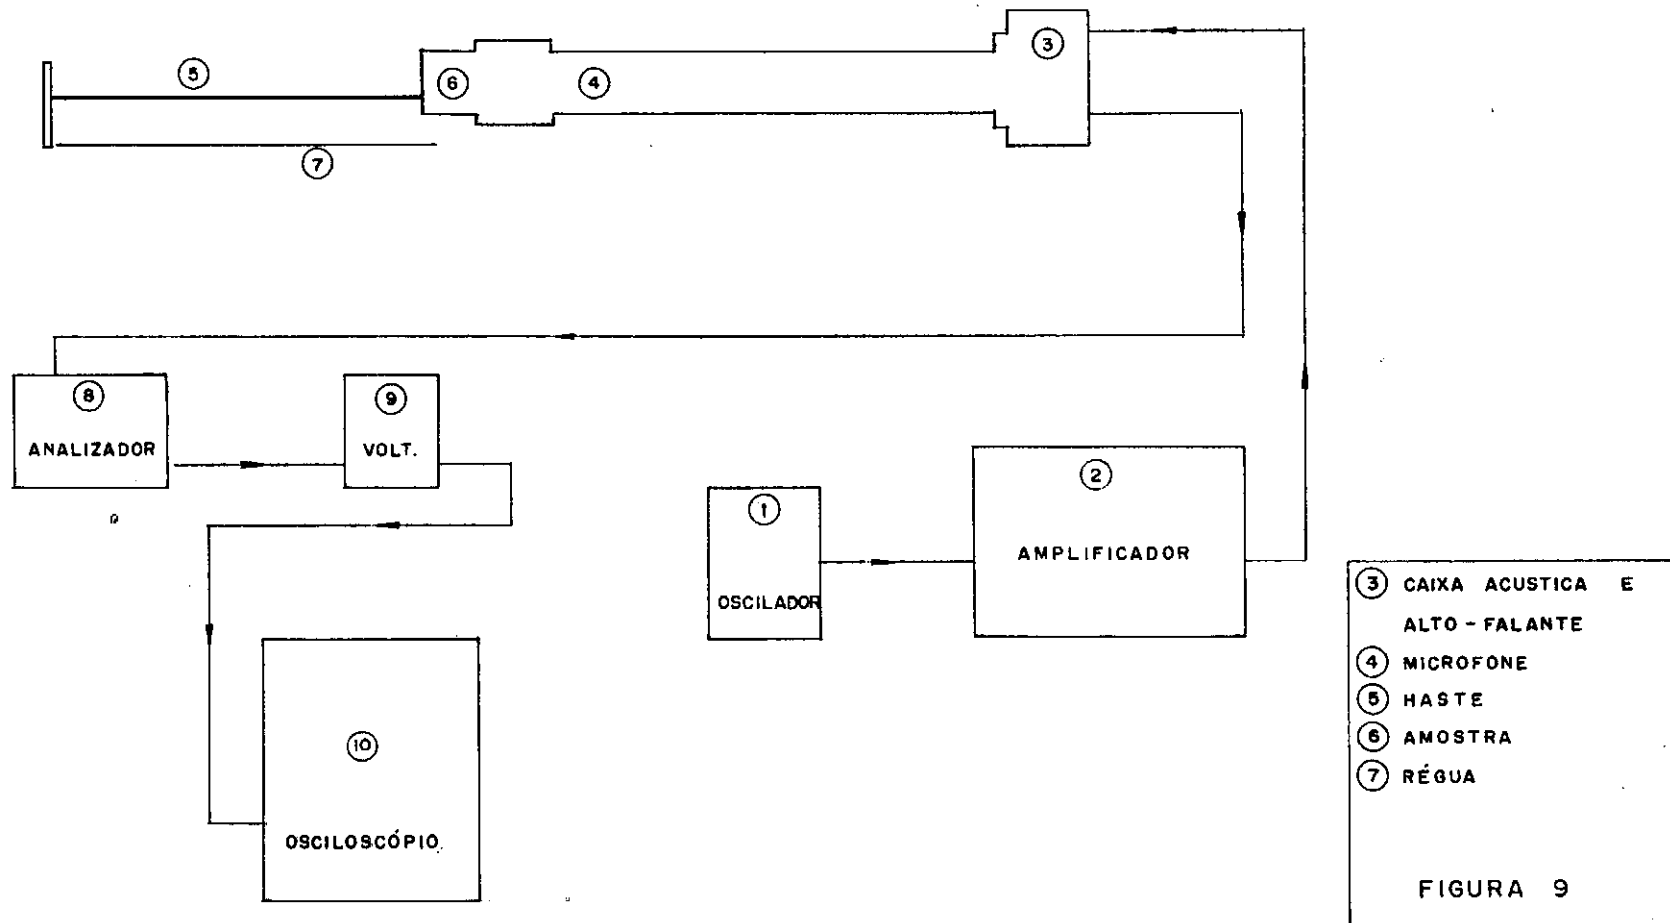 3
5
6
4
7
8
ANALIZADOR
9
VOLT.
1
OSCILADOR
2
AMPLIFICADOR
10
OSCILOSCÓPIO
3 CAIXA ACUSTICA E
ALTO - FALANTE
4 MICROFONE
5 HASTE
6 AMOSTRA
7 RÉGUA
FIGURA 9